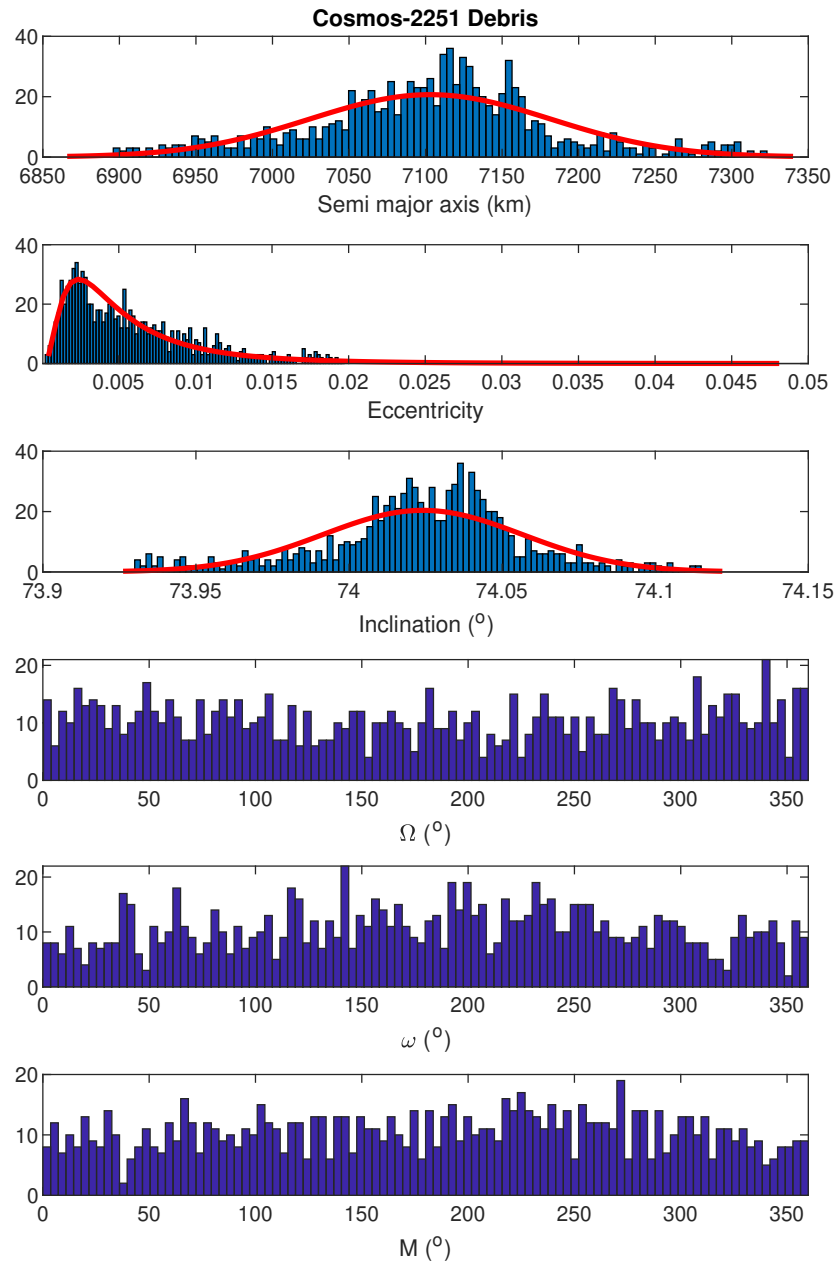 Cosmos-2251 Debris
40
20
0
6850 6900 6950 7000 7050 7100 7150 7200 7250 7300 7350
Semi major axis (km)
40
20
0
0.005 0.01 0.015 0.02 0.025 0.03 0.035 0.04 0.045 0.05
Eccentricity
40
20
0
73.9 73.95 74 74.05 74.1 74.15
Inclination (°)
20
10
0
0 50 100 150 200 250 300 350
Ω (°)
20
10
0
0 50 100 150 200 250 300 350
ω (°)
20
10
0
0 50 100 150 200 250 300 350
M (°)